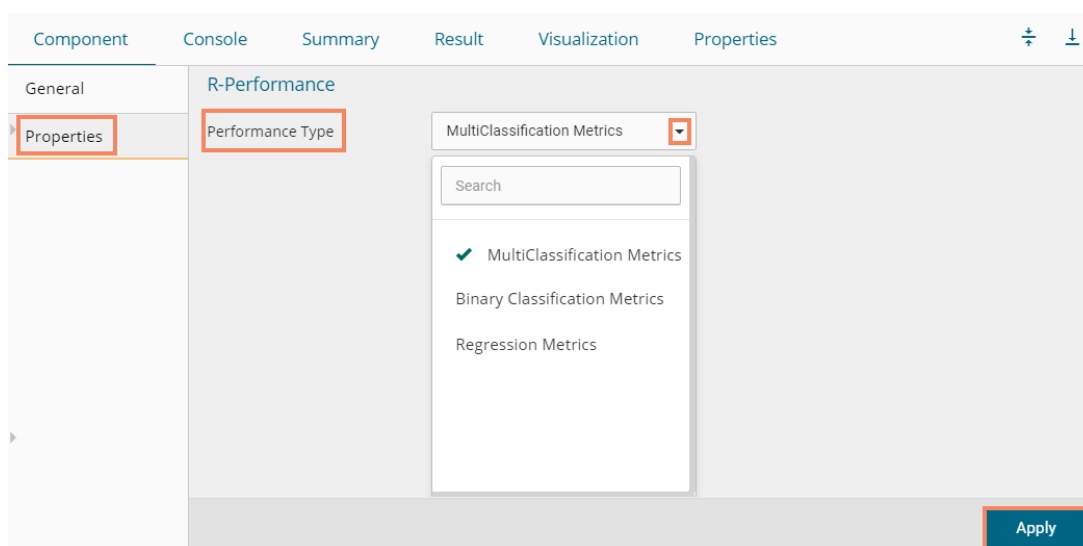 Component Console Summary Result Visualization Properties
General
R-Performance
Properties
Performance Type
MultiClassification Metrics
Search
MultiClassification Metrics
Binary Classification Metrics
Regression Metrics
Apply